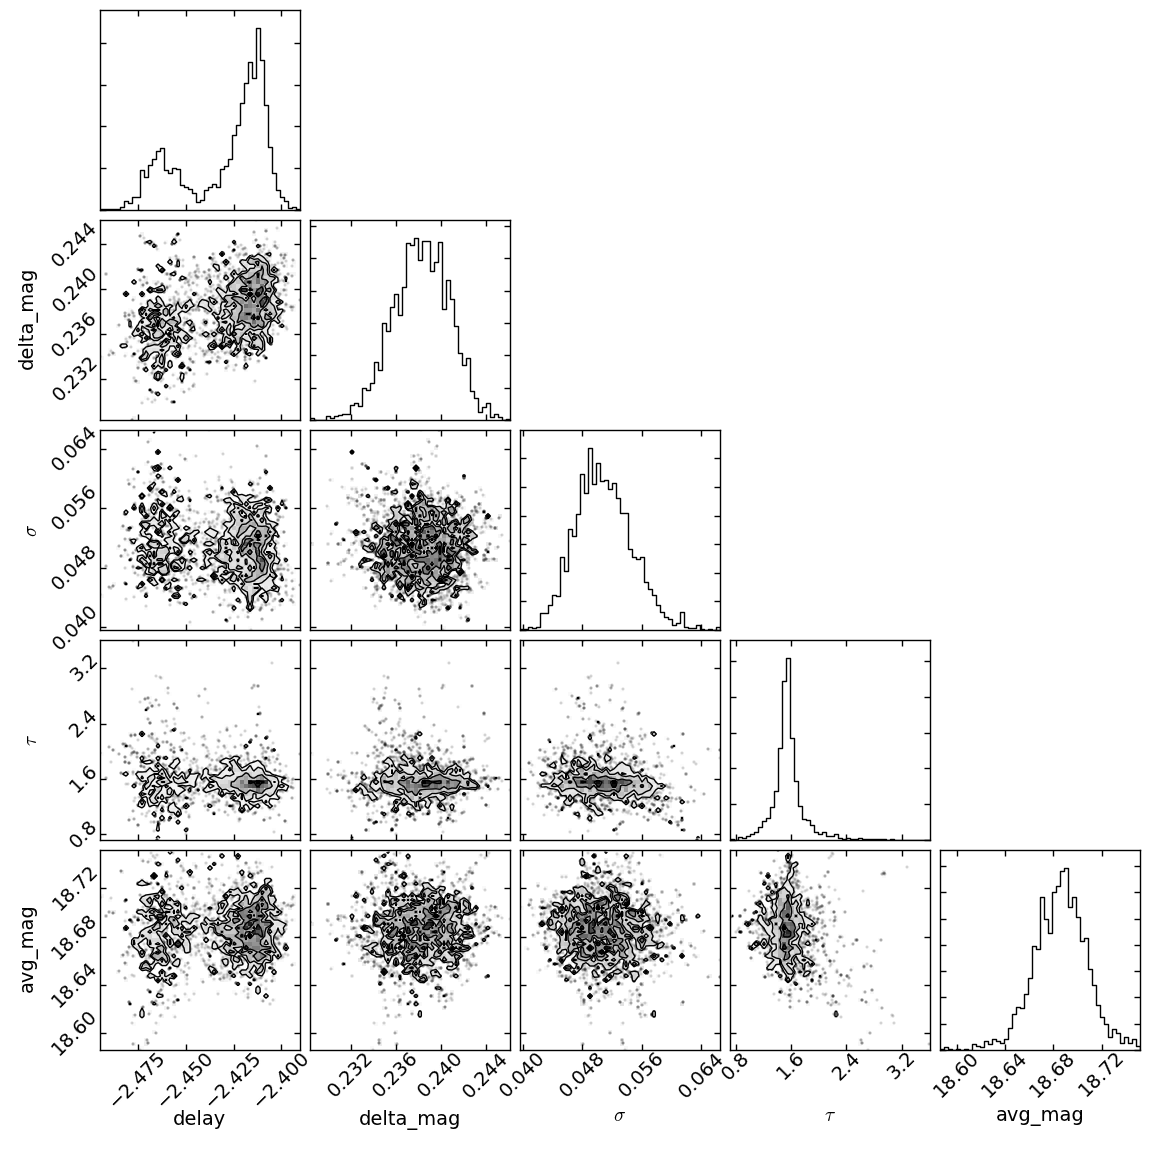 0.244
0.240
0.236
0.232
delta_mag
0.064
0.056
0.048
0.040
σ
3.2
2.4
1.6
0.8
τ
18.72
18.68
18.64
18.60
avg_mag
−2.475 −2.450 −2.425 −2.400
0.232 0.236 0.240 0.244
0.040 0.048 0.056 0.064
0.8 1.6 2.4 3.2
18.60 18.64 18.68 18.72
delay delta_mag σ τ avg_mag